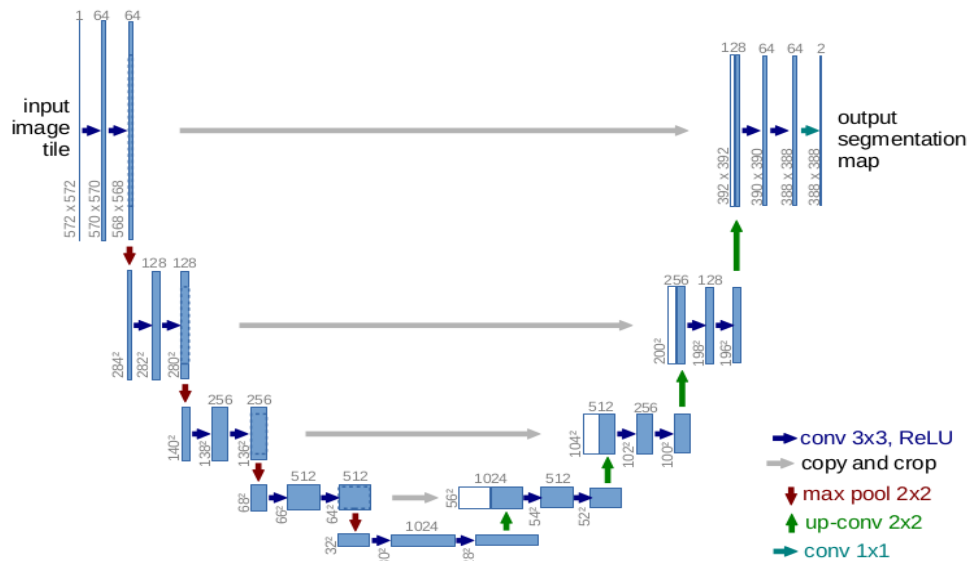 1 64 64
128 64 64 2
input
image
tile
output
segmentation
map
572 x 572
570 x 570
568 x 568
392 x 392
390 x 390
388 x 388
388 x 388
128 128
256 128
284²
282²
280²
200²
198²
196²
256 256
512 256
140²
138²
136²
104²
102²
100²
512 512
1024 512
68²
66²
64²
56²
54²
52²
1024
32²
conv 3x3, ReLU
copy and crop
max pool 2x2
up-conv 2x2
conv 1x1